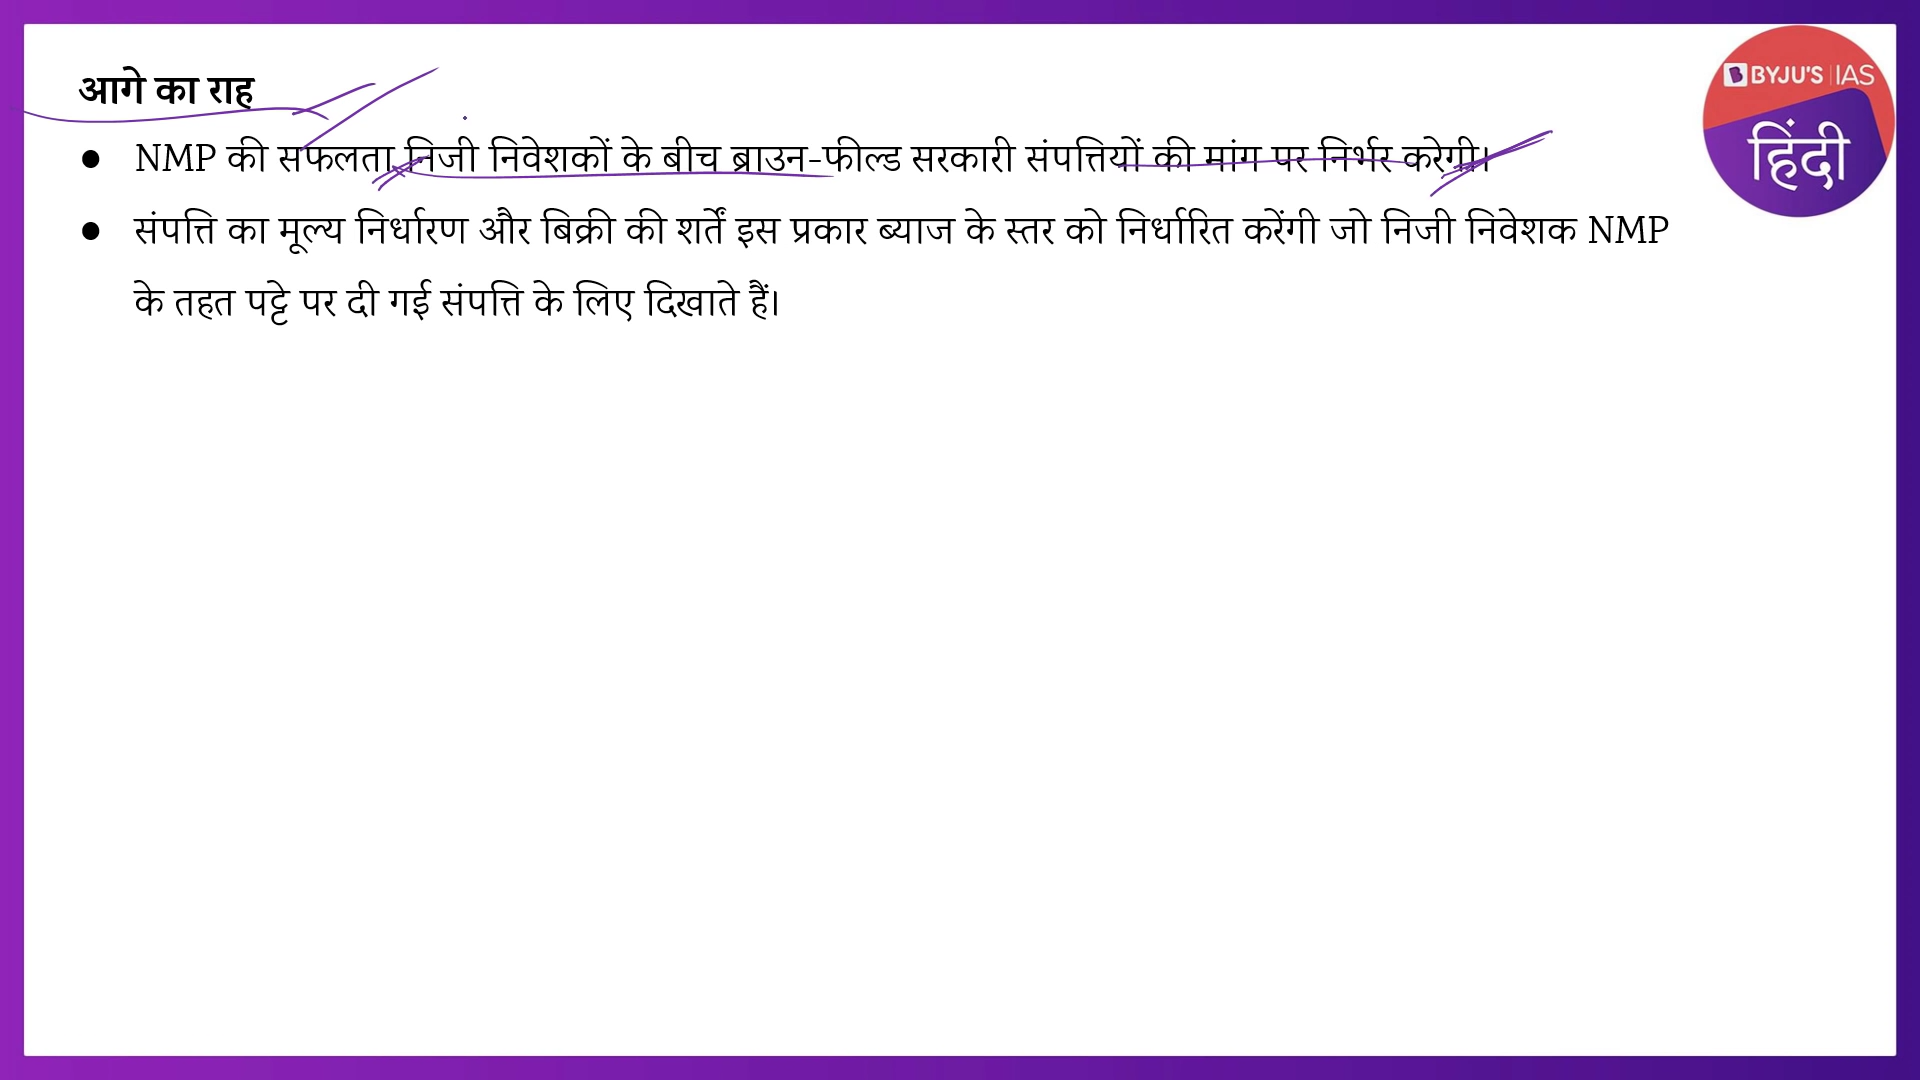 आगे का राह
● NMP की सफलता निजी निवेशकों के बीच ब्राउन-फील्ड सरकारी संपत्तियों की मांग पर निर्भर करेगी।
● संपत्ति का मूल्य निर्धारण और बिक्री की शर्तें इस प्रकार ब्याज के स्तर को निर्धारित करेंगी जो निजी निवेशक NMP
के तहत पट्टे पर दी गई संपत्ति के लिए दिखाते हैं।
BYJU'S | IAS
हिंदी